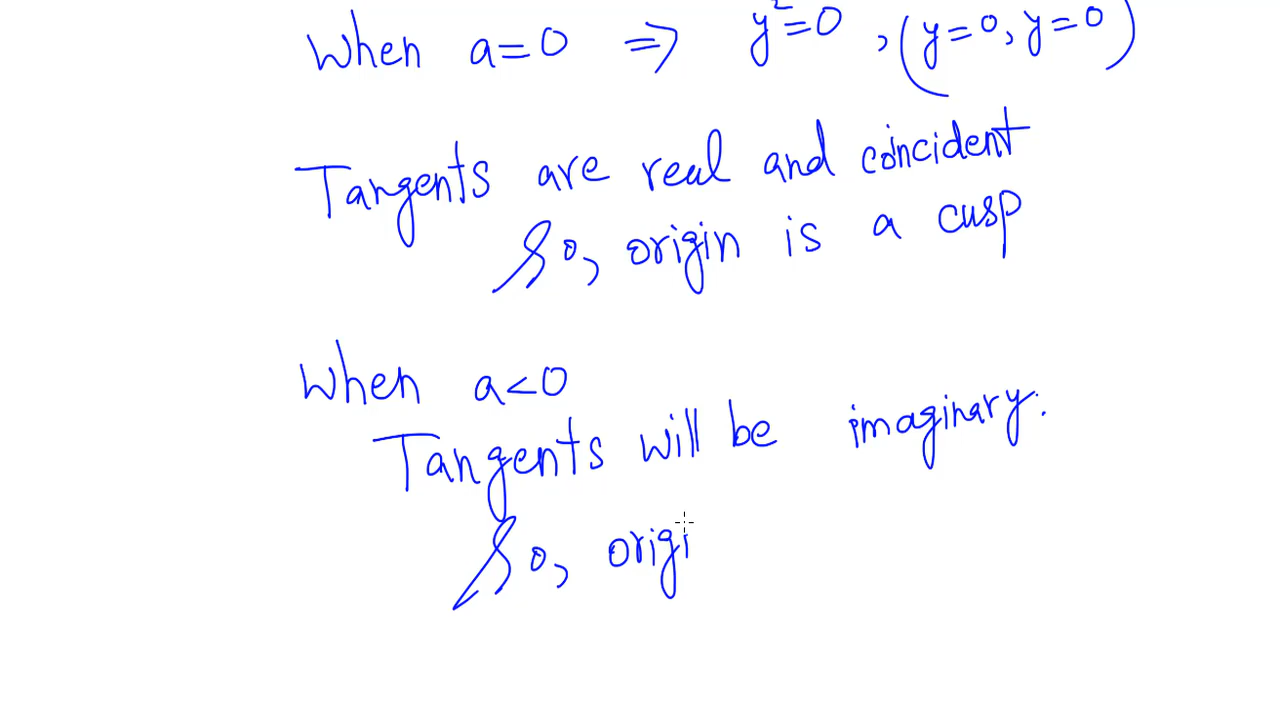 When a=0 ⇒ y²=0 , (y=0, y=0)
Tangents are real and coincident
So, origin is a cusp
When a<0
Tangents will be imaginary.
So, origi